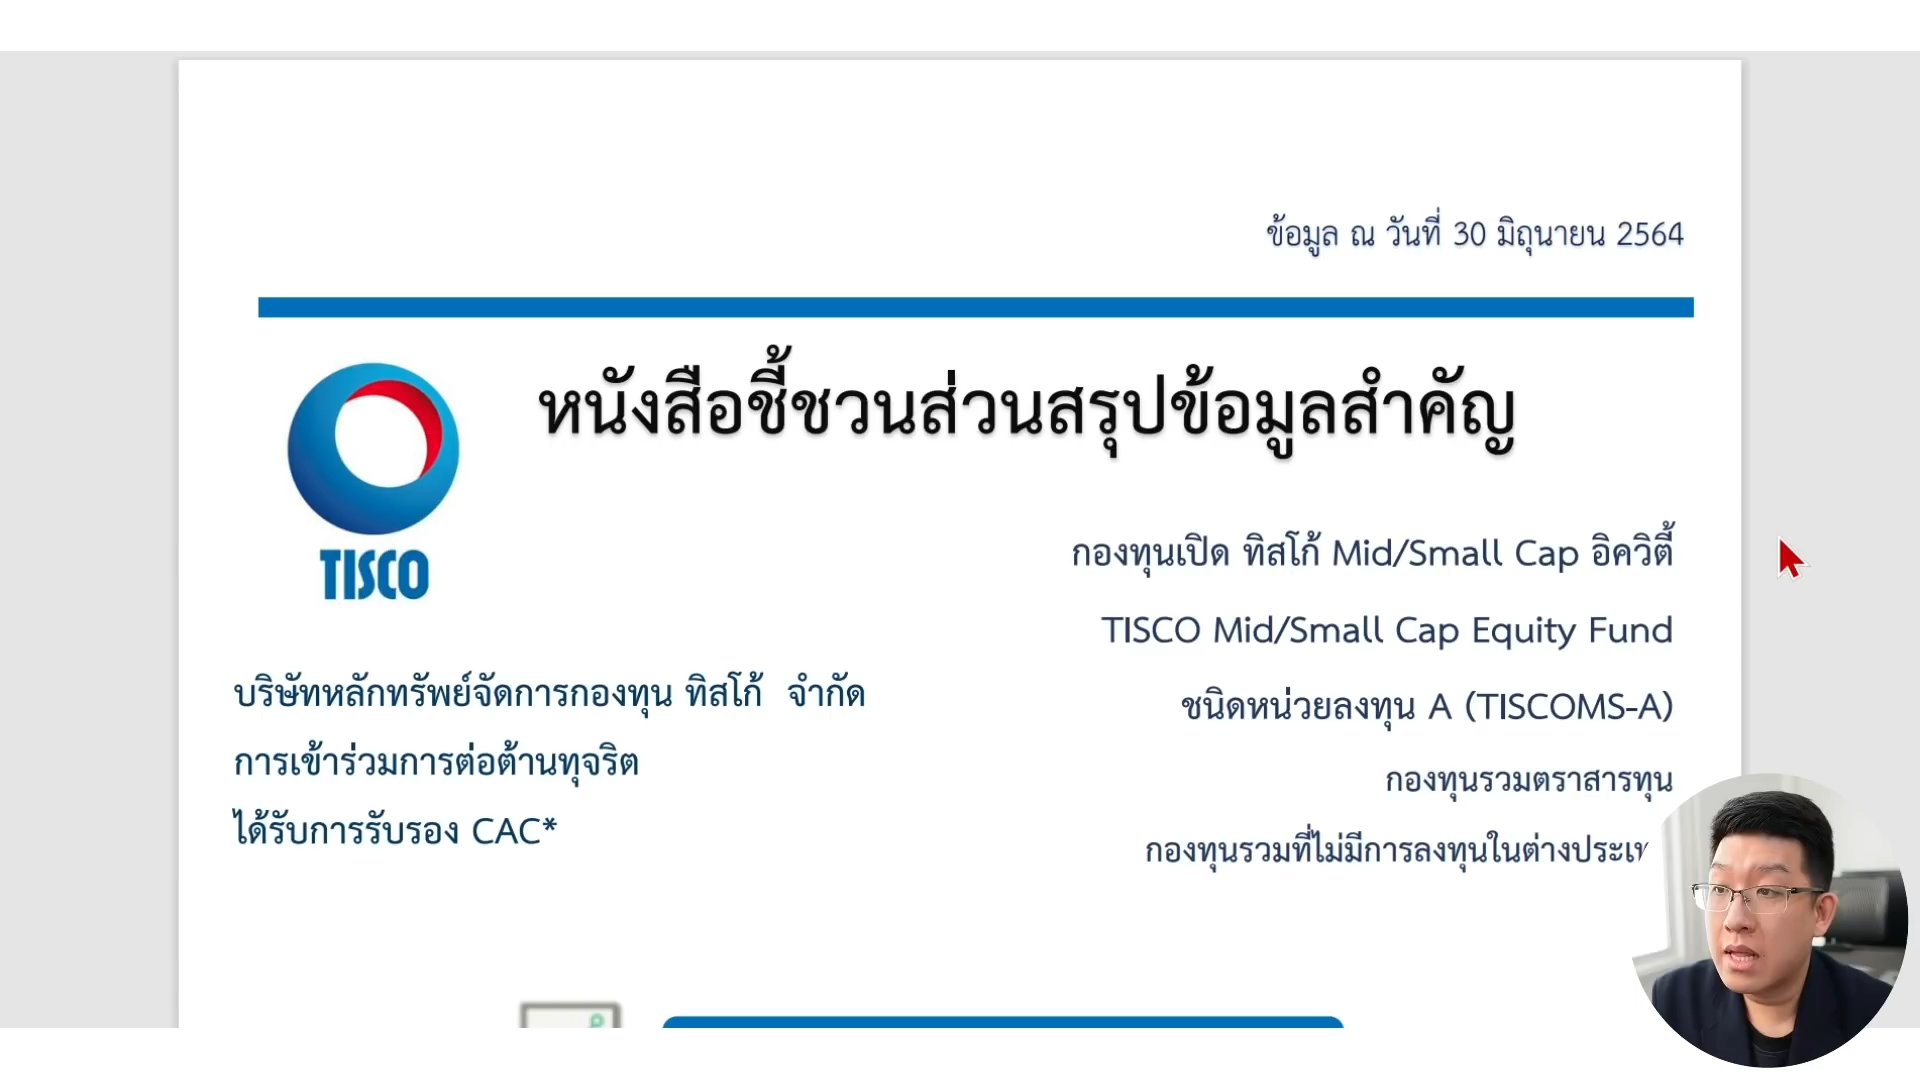 ข้อมูล ณ วันที่ 30 มิถุนายน 2564
หนังสือชี้ชวนส่วนสรุปข้อมูลสำคัญ
TISCO
กองทุนเปิด ทิสโก้ Mid/Small Cap อิควิตี้
TISCO Mid/Small Cap Equity Fund
ชนิดหน่วยลงทุน A (TISCOMS-A)
กองทุนรวมตราสารทุน
กองทุนรวมที่ไม่มีการลงทุนในต่างประเ
บริษัทหลักทรัพย์จัดการกองทุน ทิสโก้ จำกัด
การเข้าร่วมการต่อต้านทุจริต
ได้รับการรับรอง CAC*